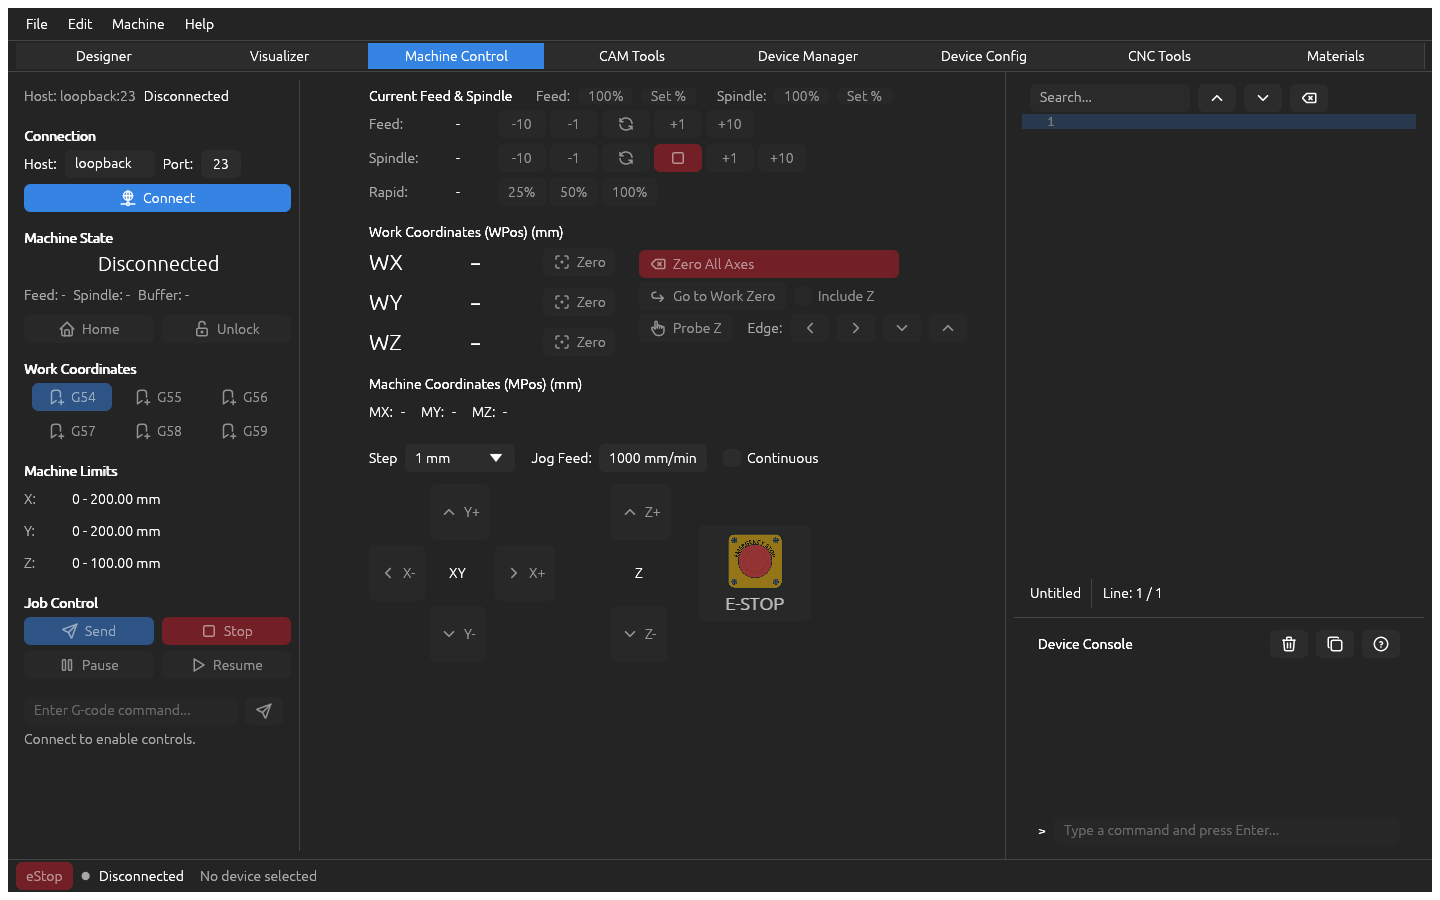 File Edit Machine Help
Designer Visualizer Machine Control CAM Tools Device Manager Device Config CNC Tools Materials
Host: loopback:23 Disconnected
Connection
Host: loopback Port: 23
Connect
Machine State
Disconnected
Feed: - Spindle: - Buffer: -
Home Unlock
Work Coordinates
G54 G55 G56
G57 G58 G59
Machine Limits
X: 0 - 200.00 mm
Y: 0 - 200.00 mm
Z: 0 - 100.00 mm
Job Control
Send Stop
Pause Resume
Enter G-code command...
Connect to enable controls.
Current Feed & Spindle Feed: 100% Set % Spindle: 100% Set %
Feed: - -10 -1 +1 +10
Spindle: - -10 -1 +1 +10
Rapid: - 25% 50% 100%
Work Coordinates (WPos) (mm)
WX - Zero
WY - Zero
WZ - Zero
Zero All Axes
Go to Work Zero Include Z
Probe Z Edge:
Machine Coordinates (MPos) (mm)
MX: - MY: - MZ: -
Step 1 mm Jog Feed: 1000 mm/min Continuous
Y+
X- XY X+
Y-
Z+
Z
Z-
EMERGENCY STOP
E-STOP
Search...
1
Untitled Line: 1 / 1
Device Console
> Type a command and press Enter...
eStop Disconnected No device selected